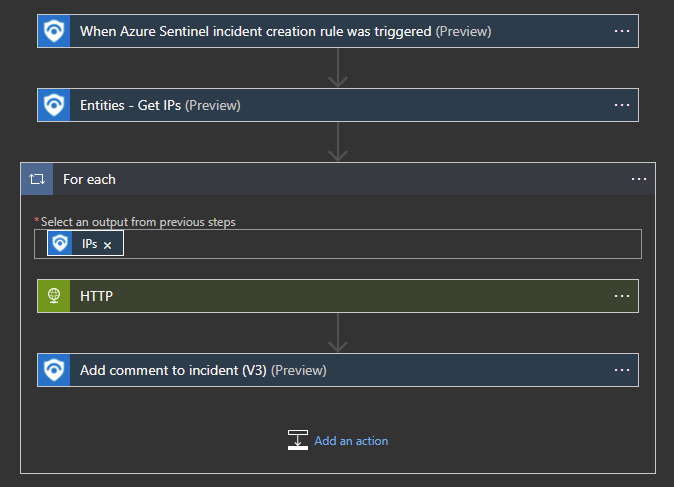 When Azure Sentinel incident creation rule was triggered (Preview)
Entities - Get IPs (Preview)
For each
*Select an output from previous steps
IPs ×
HTTP
Add comment to incident (V3) (Preview)
Add an action